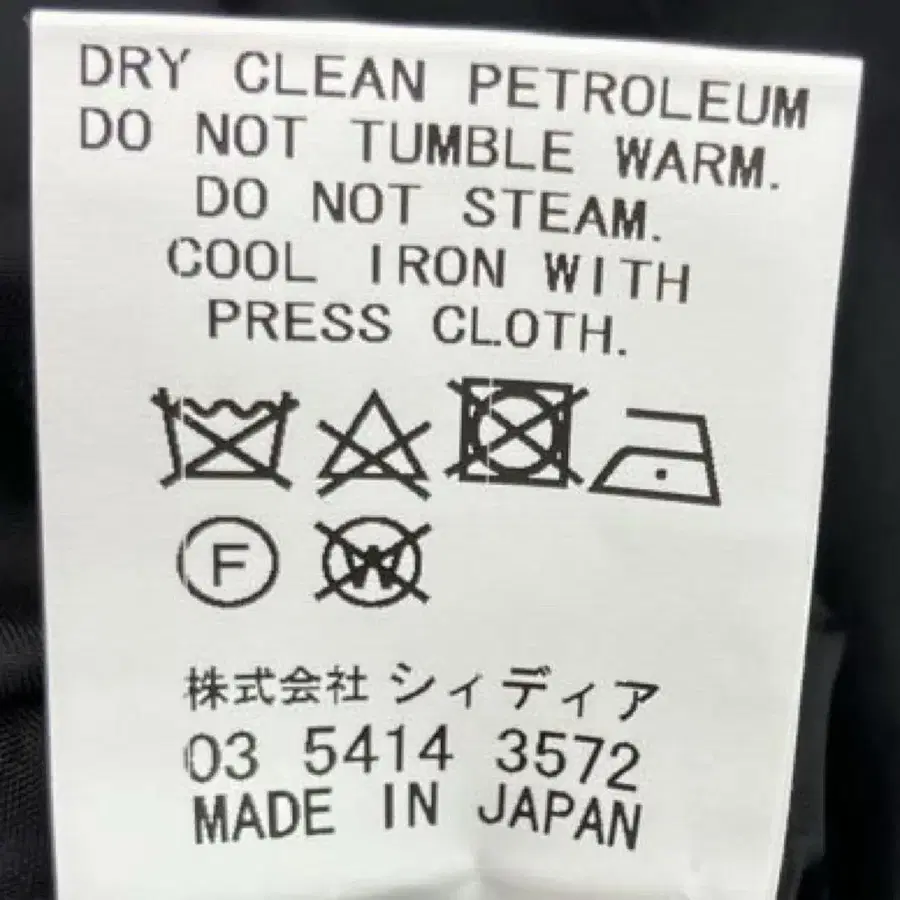 DRY CLEAN PETROLEUM
DO NOT TUMBLE WARM.
DO NOT STEAM.
COOL IRON WITH
PRESS CLOTH.
F W
株式会社 シィディア
03 5414 3572
MADE IN JAPAN